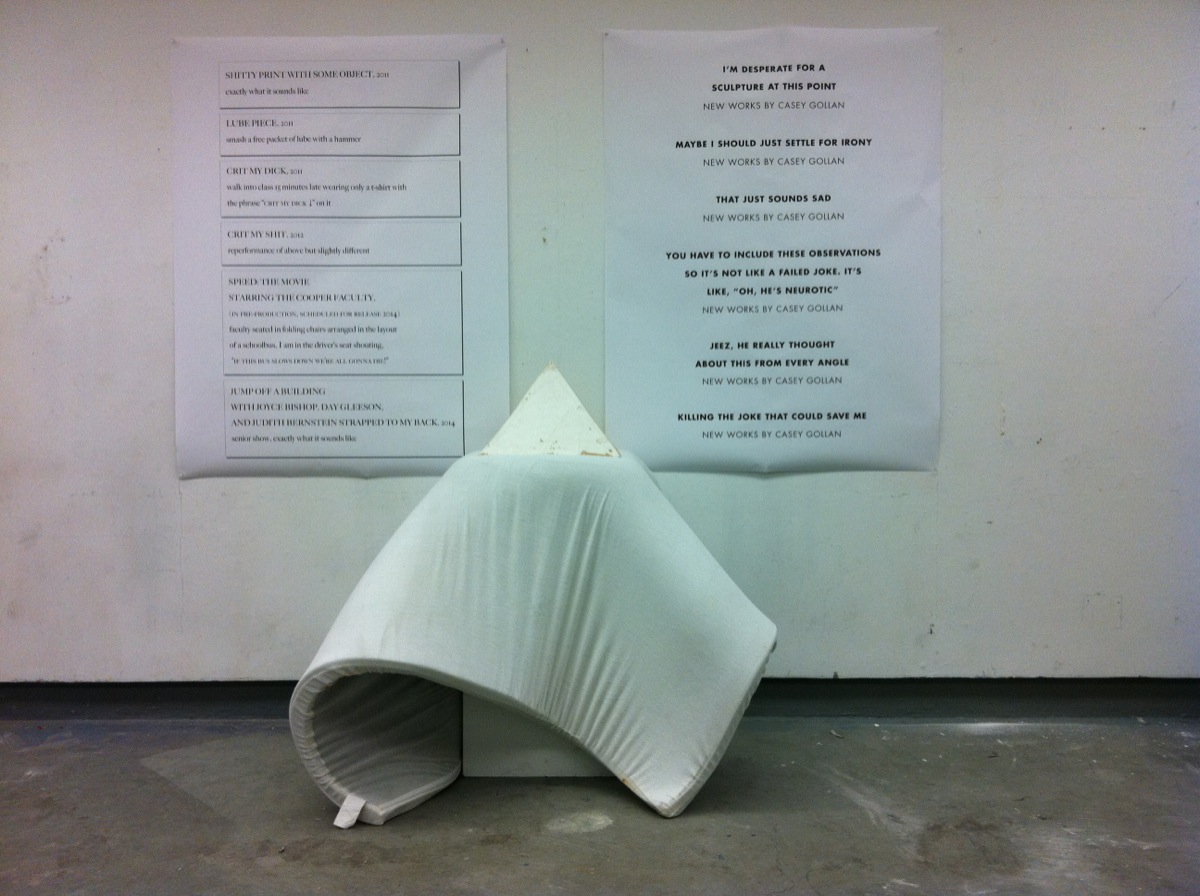 SHITTY PRINT WITH SOME OBJECT, 2011
exactly what it sounds like
LUBE PIECE, 2011
smash a free packet of lube with a hammer
CRIT MY DICK, 2011
walk into class 15 minutes late wearing only a t-shirt with
the phrase "CRIT MY DICK ↓" on it
CRIT MY SHIT, 2012
reperformance of above but slightly different
SPEED: THE MOVIE
STARRING THE COOPER FACULTY,
(IN PRE-PRODUCTION, SCHEDULED FOR RELEASE 2014)
faculty seated in folding chairs arranged in the layout
of a schoolbus, I am in the driver's seat shouting,
"IF THIS BUS SLOWS DOWN WE'RE ALL GONNA DIE!"
JUMP OFF A BUILDING
WITH JOYCE BISHOP, DAY GLEESON,
AND JUDITH BERNSTEIN STRAPPED TO MY BACK, 2014
senior show, exactly what it sounds like
I'M DESPERATE FOR A
SCULPTURE AT THIS POINT
NEW WORKS BY CASEY GOLLAN
MAYBE I SHOULD JUST SETTLE FOR IRONY
NEW WORKS BY CASEY GOLLAN
THAT JUST SOUNDS SAD
NEW WORKS BY CASEY GOLLAN
YOU HAVE TO INCLUDE THESE OBSERVATIONS
SO IT'S NOT LIKE A FAILED JOKE. IT'S
LIKE, "OH, HE'S NEUROTIC"
NEW WORKS BY CASEY GOLLAN
JEEZ, HE REALLY THOUGHT
ABOUT THIS FROM EVERY ANGLE
NEW WORKS BY CASEY GOLLAN
KILLING THE JOKE THAT COULD SAVE ME
NEW WORKS BY CASEY GOLLAN